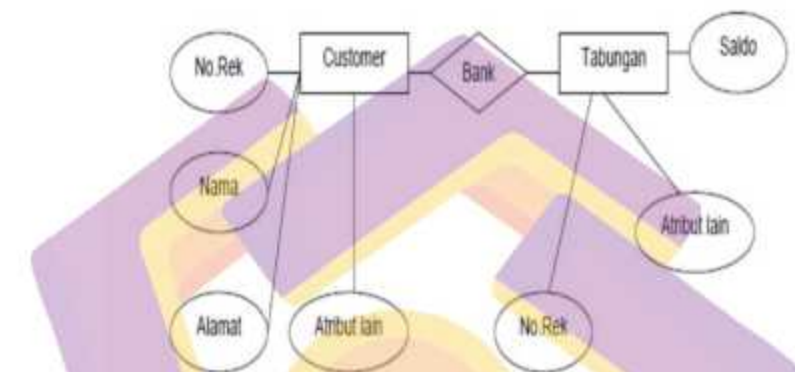 No.Rek
Customer
Bank
Tabungan
Saldo
Nama
Atribut lain
Alamat
Atribut lain
No.Rek